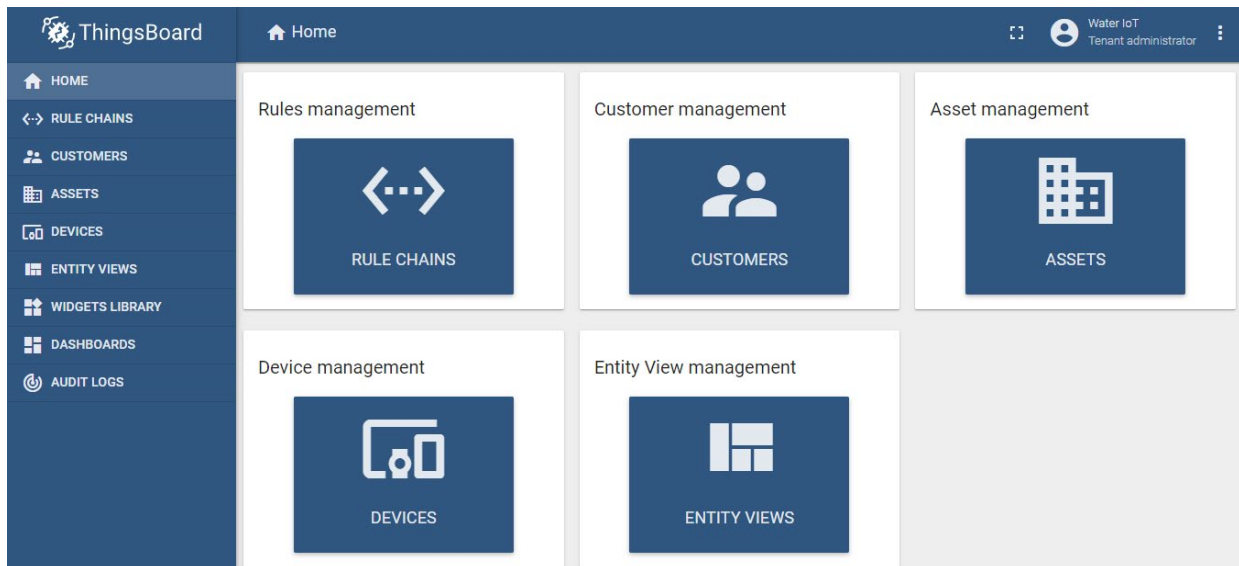 ThingsBoard
Home
Water IoT
Tenant administrator
HOME
RULE CHAINS
CUSTOMERS
ASSETS
DEVICES
ENTITY VIEWS
WIDGETS LIBRARY
DASHBOARDS
AUDIT LOGS
Rules management
RULE CHAINS
Customer management
CUSTOMERS
Asset management
ASSETS
Device management
DEVICES
Entity View management
ENTITY VIEWS